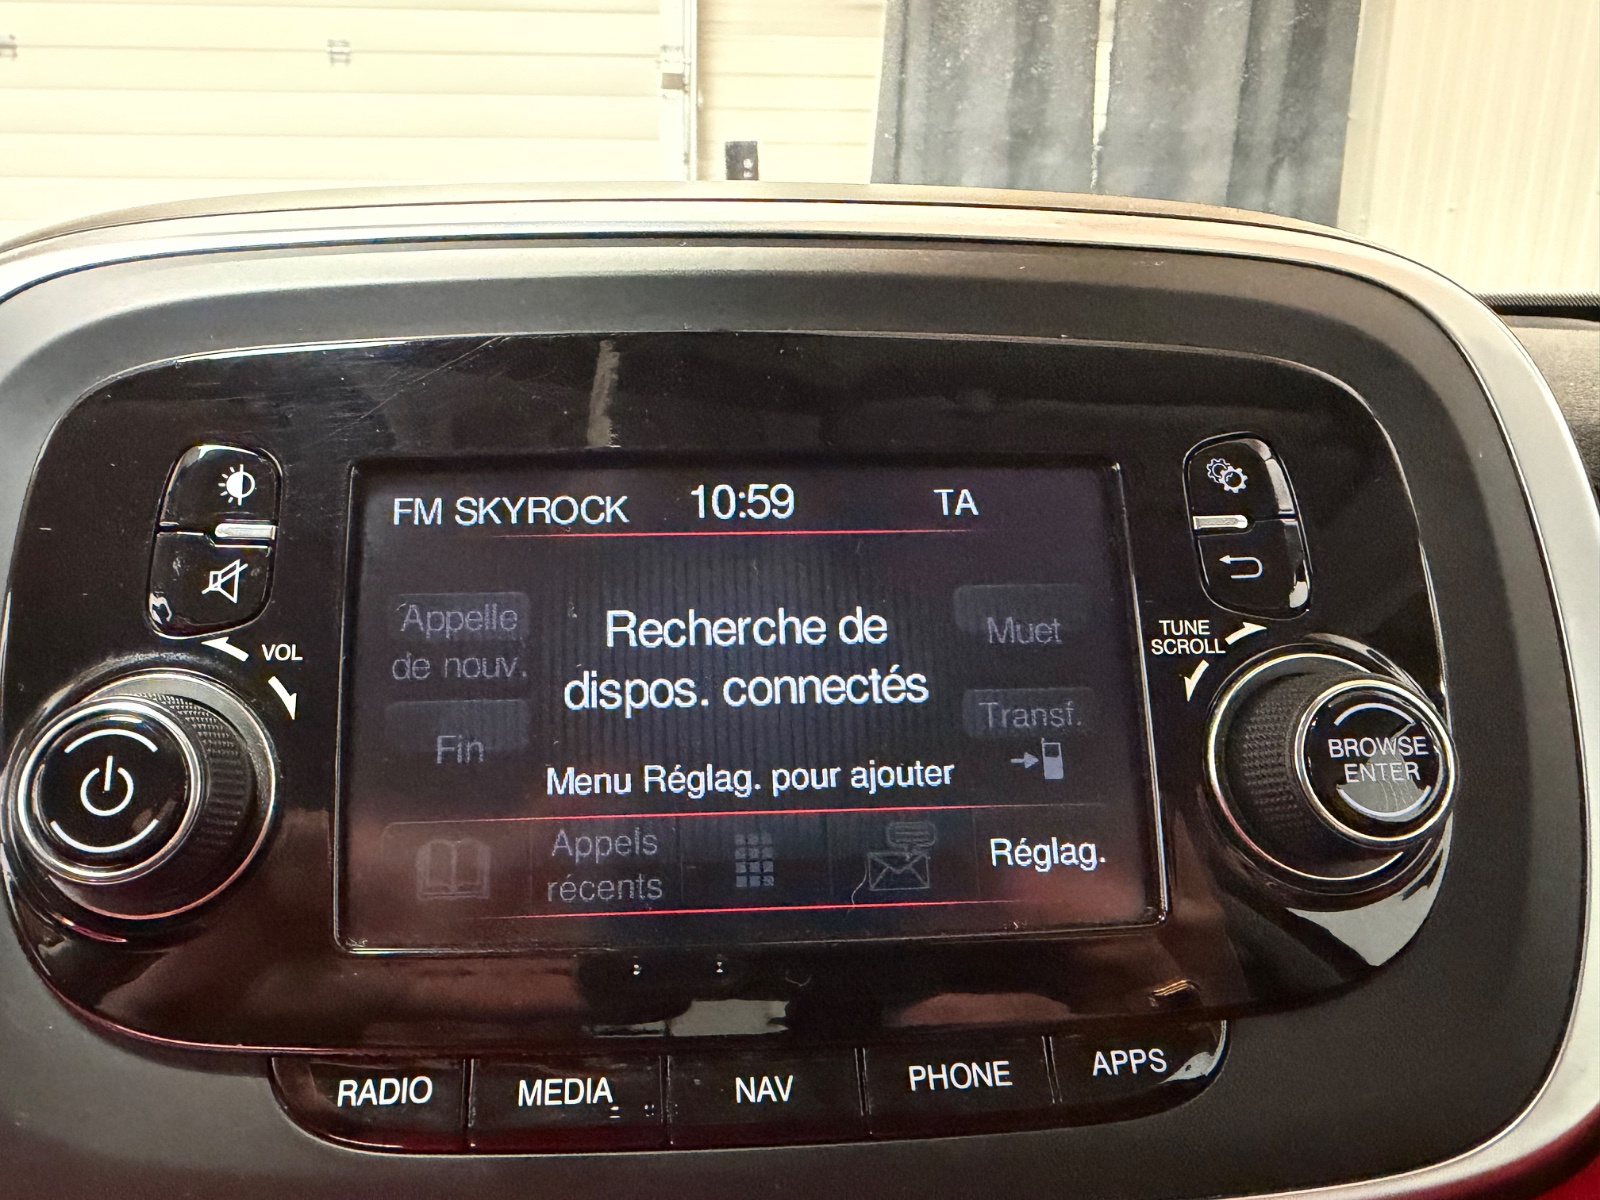 FM SKYROCK 10:59 TA
Appelle
de nouv.
Recherche de
dispos. connectés
Muet
Fin
Transf.
Menu Réglag. pour ajouter
Appels
récents
Réglag.
VOL
TUNE
SCROLL
BROWSE
ENTER
RADIO MEDIA NAV PHONE APPS